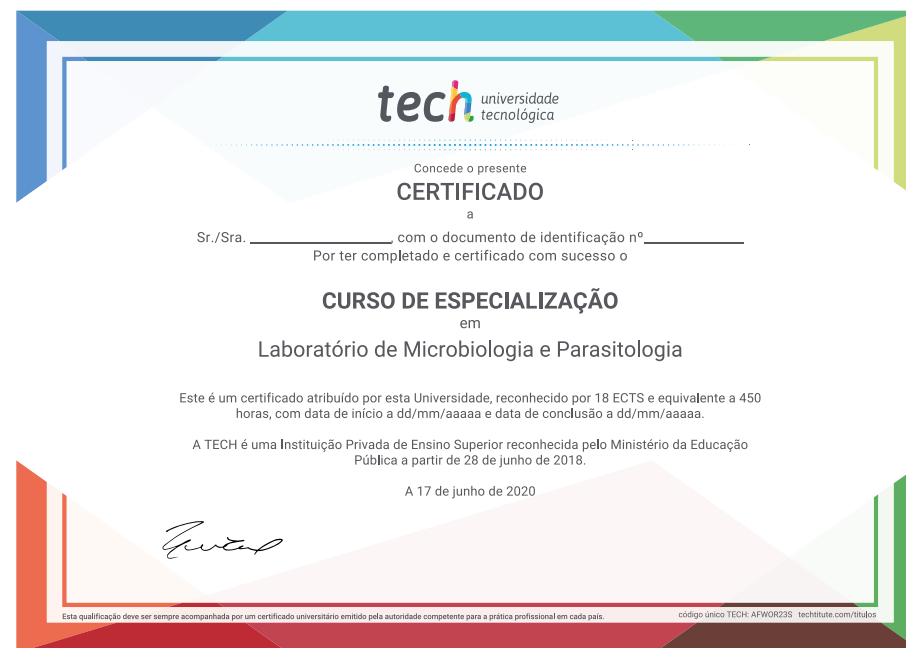 tech universidade
tecnológica
Concede o presente
CERTIFICADO
a
Sr./Sra. ____________________, com o documento de identificação nº______________
Por ter completado e certificado com sucesso o
CURSO DE ESPECIALIZAÇÃO
em
Laboratório de Microbiologia e Parasitologia
Este é um certificado atribuído por esta Universidade, reconhecido por 18 ECTS e equivalente a 450
horas, com data de início a dd/mm/aaaaa e data de conclusão a dd/mm/aaaaa.
A TECH é uma Instituição Privada de Ensino Superior reconhecida pelo Ministério da Educação
Pública a partir de 28 de junho de 2018.
A 17 de junho de 2020
Esta qualificação deve ser sempre acompanhada por um certificado universitário emitido pela autoridade competente para a prática profissional em cada país.
código único TECH: AFWOR23S techtitute.com/titulos